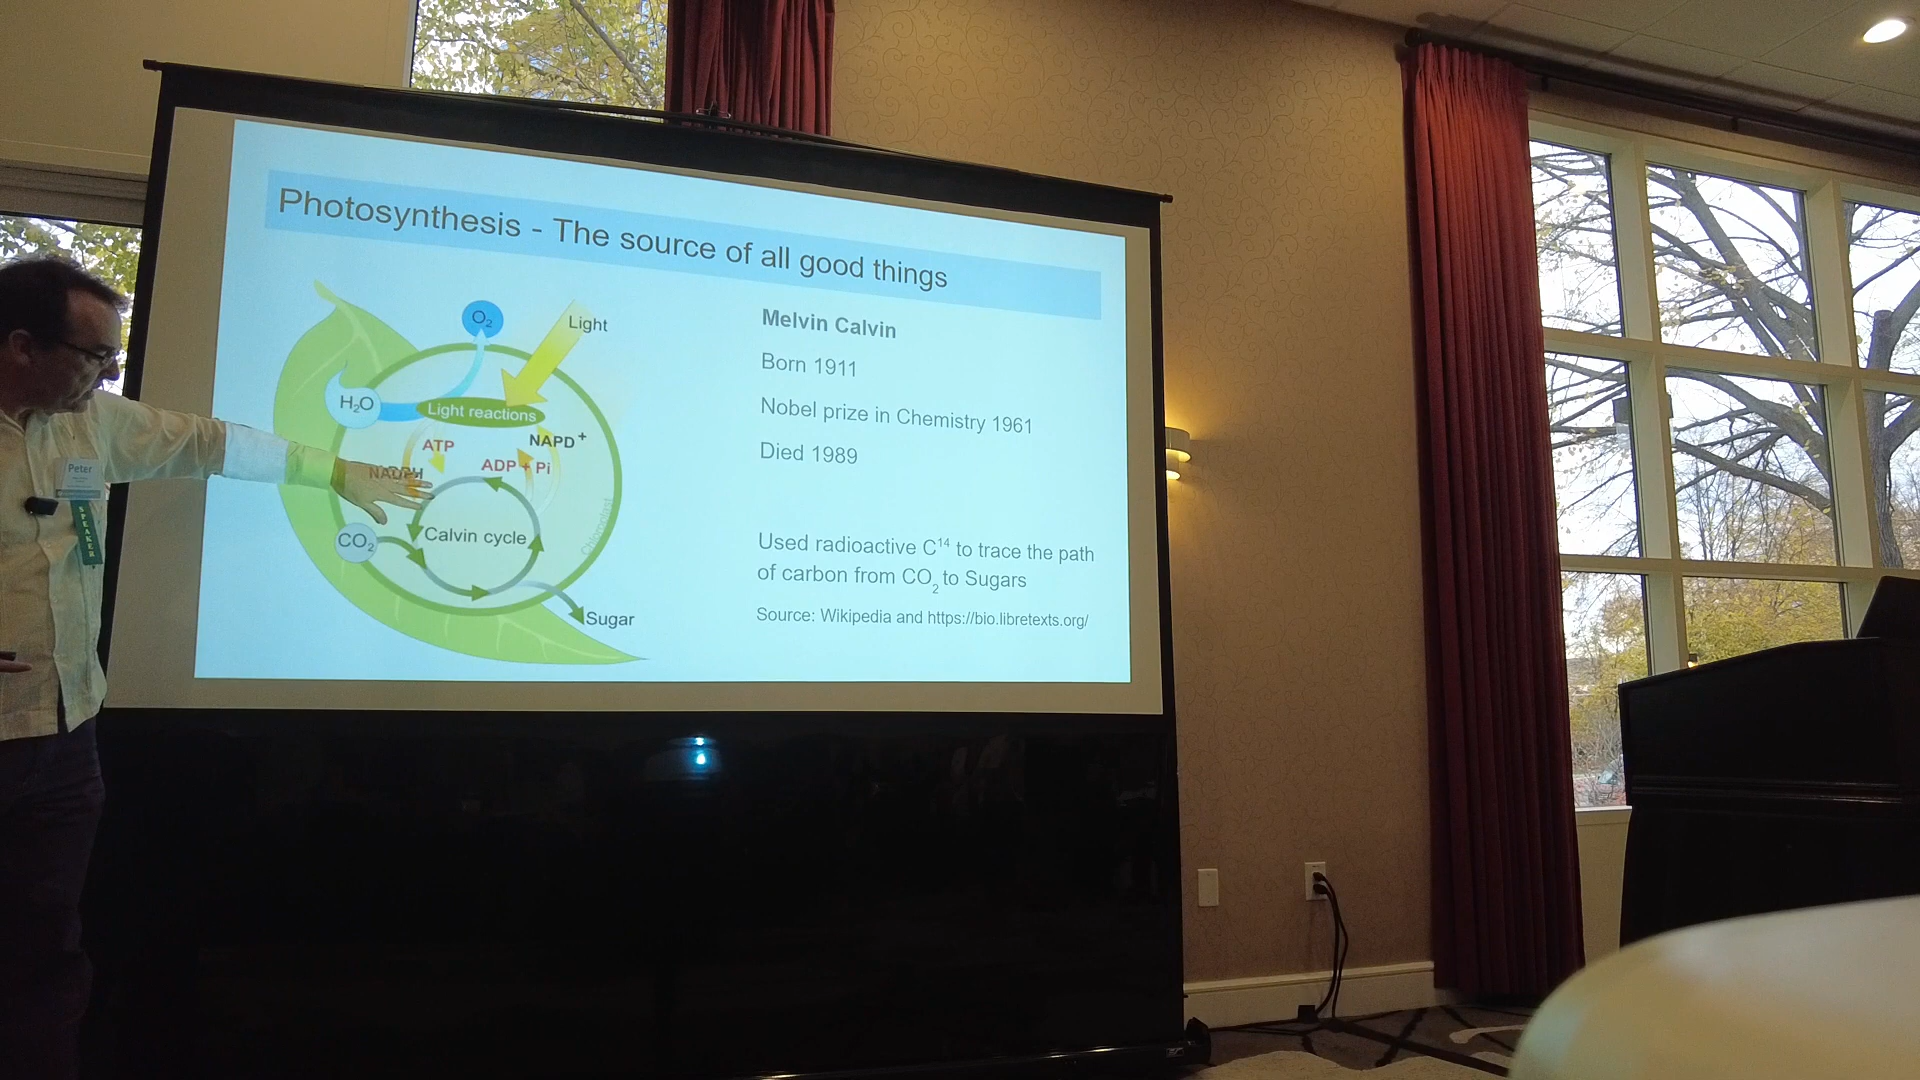 Photosynthesis - The source of all good things
O₂
Light
H₂O
Light reactions
ATP
NAPD⁺
NADPH
ADP + Pi
Chloroplast
CO₂
Calvin cycle
Sugar
Melvin Calvin
Born 1911
Nobel prize in Chemistry 1961
Died 1989
Used radioactive C¹⁴ to trace the path
of carbon from CO₂ to Sugars
Source: Wikipedia and https://bio.libretexts.org/
Peter
SPEAKER